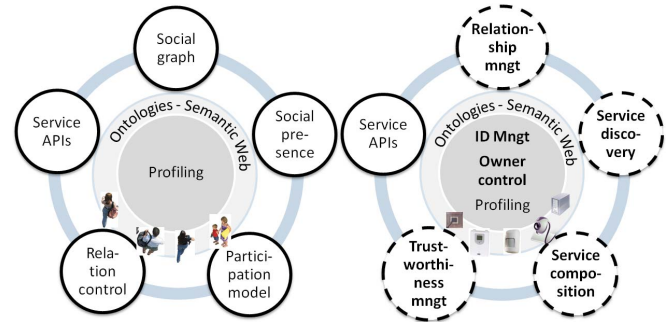 Social
graph
Service
APIs
Ontologies - Semantic Web
Social
pre-
sence
Profiling
Rela-
tion
control
Partici-
pation
model
Relation-
ship
mngt
Service
APIs
Ontologies - Semantic Web
Service
disco-
very
ID Mngt
Owner
control
Profiling
Trust-
worthi-
ness
mngt
Service
compo-
sition